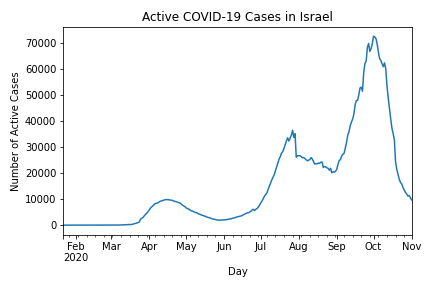 Active COVID-19 Cases in Israel
Number of Active Cases
70000
60000
50000
40000
30000
20000
10000
0
Feb Mar Apr May Jun Jul Aug Sep Oct Nov
2020
Day